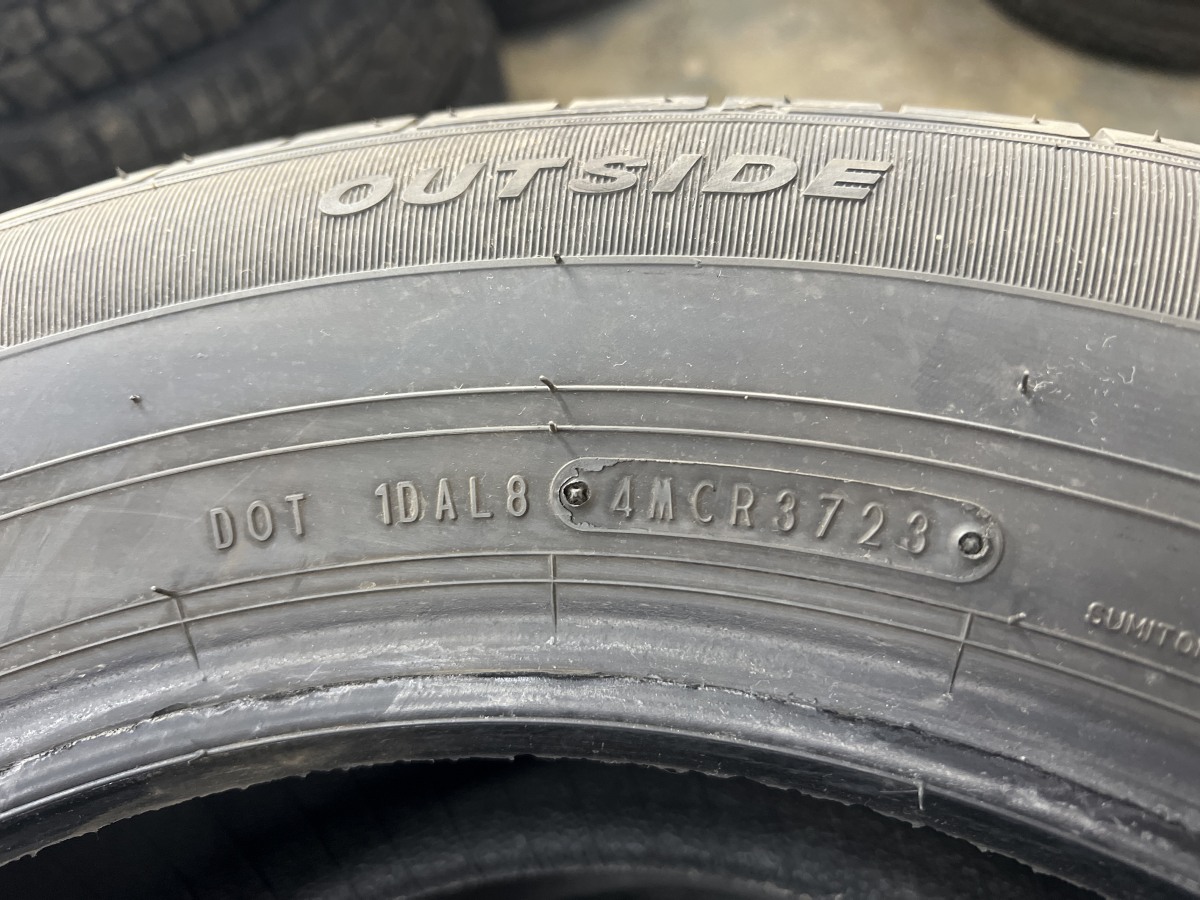 OUTSIDE
DOT 1DAL8 4MCR3723